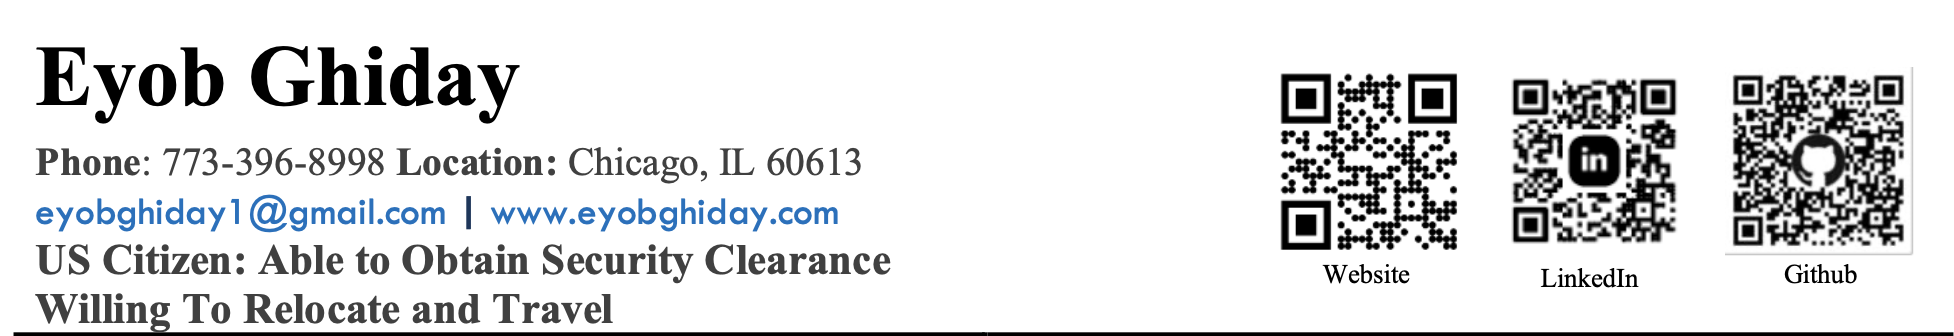 Eyob Ghiday
Phone: 773-396-8998 Location: Chicago, IL 60613
eyobghiday1@gmail.com | www.eyobghiday.com
US Citizen: Able to Obtain Security Clearance
Willing To Relocate and Travel
in
Website
LinkedIn
Github